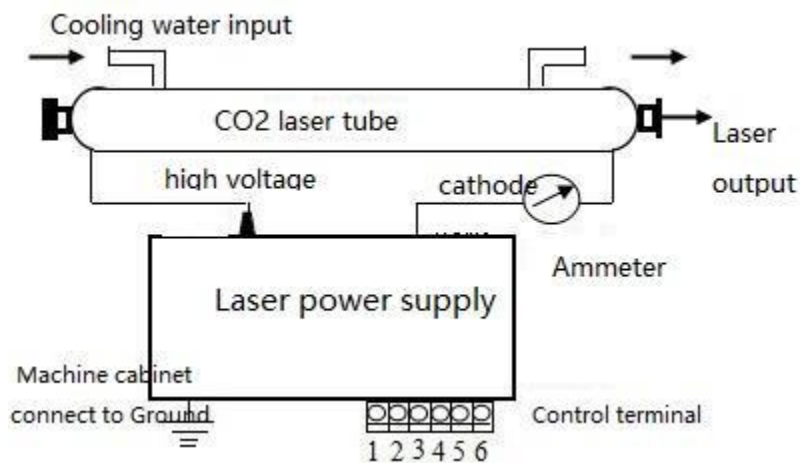 Cooling water input
CO2 laser tube
Laser
output
high voltage
cathode
Ammeter
Laser power supply
Machine cabinet
connect to Ground
Control terminal
1 2 3 4 5 6